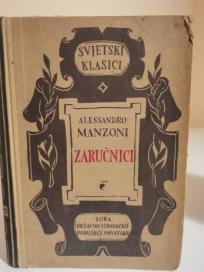 SVJETSKI
KLASICI
ALESSANDRO
MANZONI
ZARUČNICI
ZORA
DRŽAVNO IZDAVAČKO
PODUZEĆE HRVATSKE